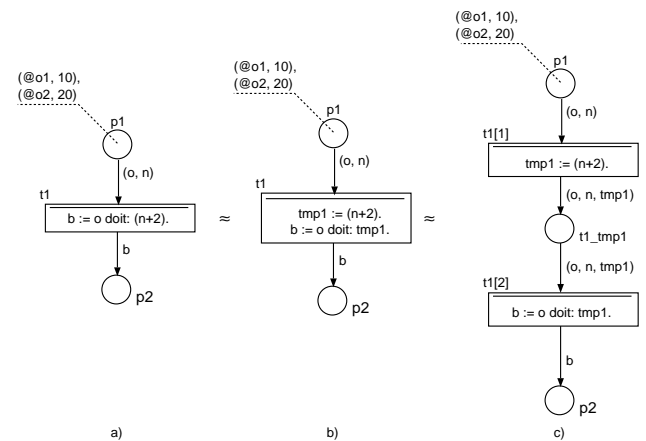 (@o1, 10),
(@o2, 20)
p1
(o, n)
t1
b := o doit: (n+2).
b
p2
a)
≈
(@o1, 10),
(@o2, 20)
p1
(o, n)
t1
tmp1 := (n+2).
b := o doit: tmp1.
b
p2
b)
≈
(@o1, 10),
(@o2, 20)
p1
(o, n)
t1[1]
tmp1 := (n+2).
(o, n, tmp1)
t1_tmp1
(o, n, tmp1)
t1[2]
b := o doit: tmp1.
b
p2
c)